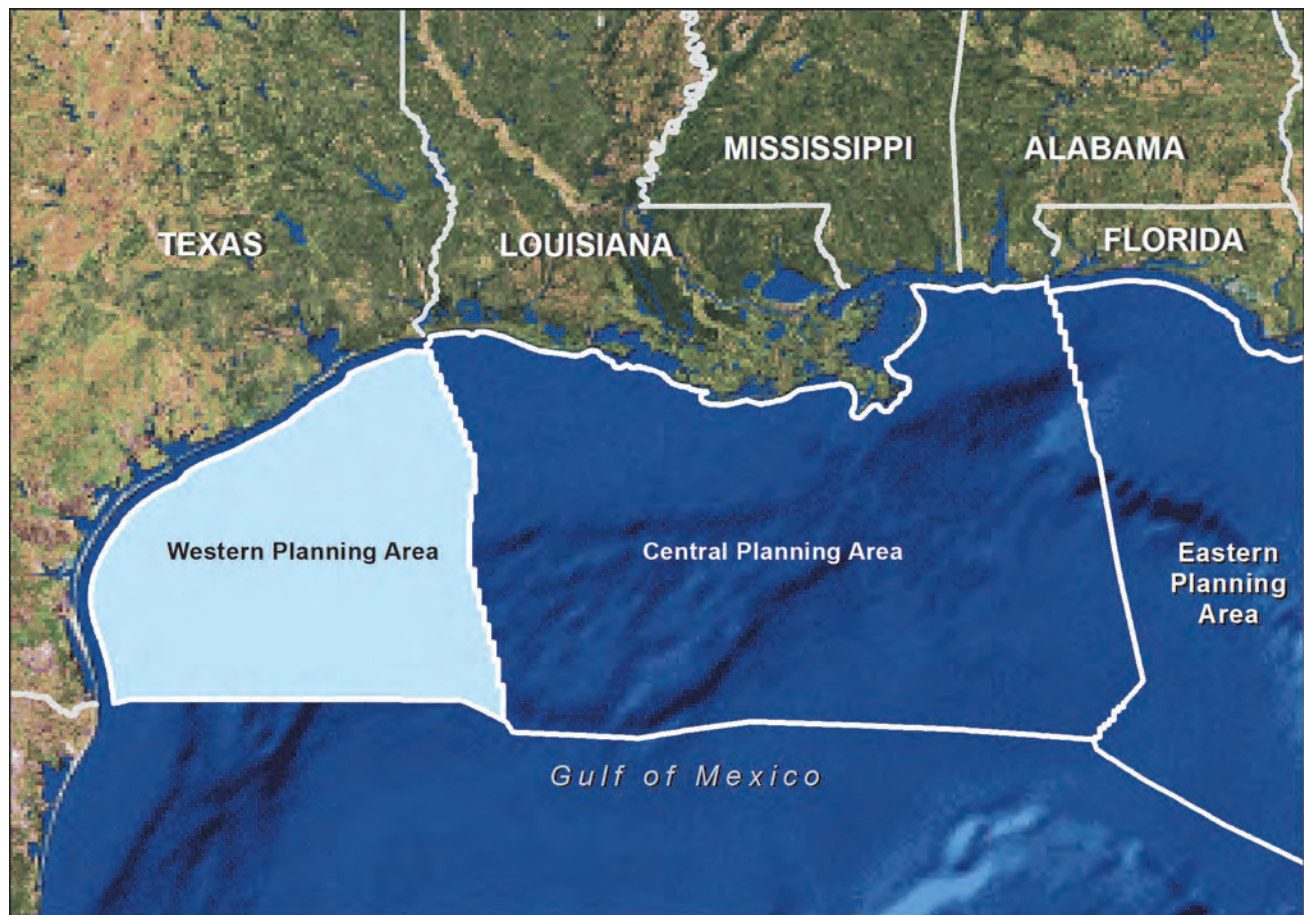 MISSISSIPPI
ALABAMA
TEXAS
LOUISIANA
FLORIDA
Western Planning Area
Central Planning Area
Eastern
Planning
Area
Gulf of Mexico